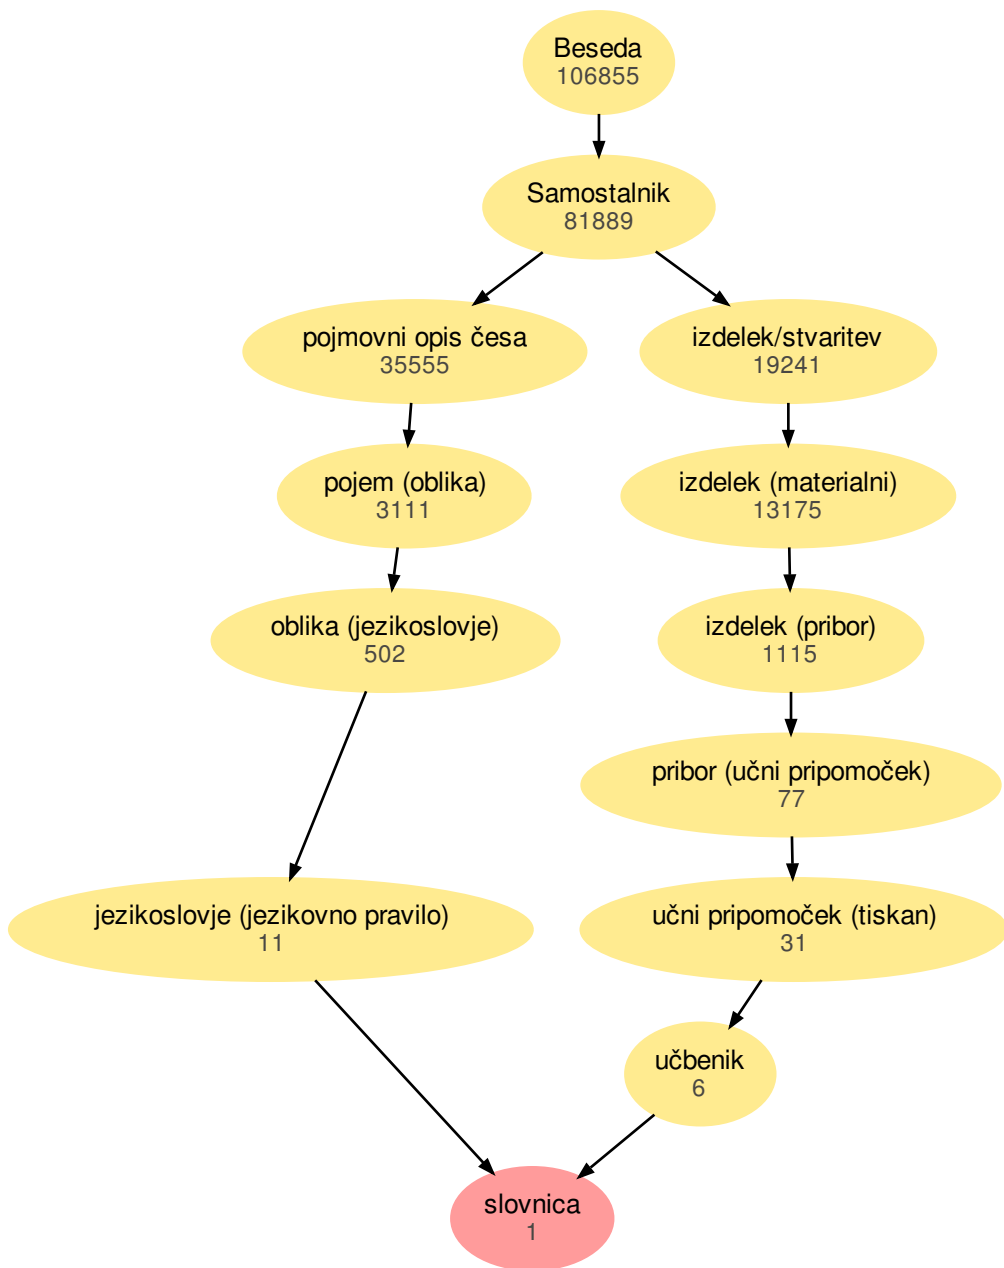 Beseda
106855
Samostalnik
81889
pojmovni opis česa
35555
izdelek/stvaritev
19241
pojem (oblika)
3111
izdelek (materialni)
13175
oblika (jezikoslovje)
502
izdelek (pribor)
1115
pribor (učni pripomoček)
77
jezikoslovje (jezikovno pravilo)
11
učni pripomoček (tiskan)
31
učbenik
6
slovnica
1